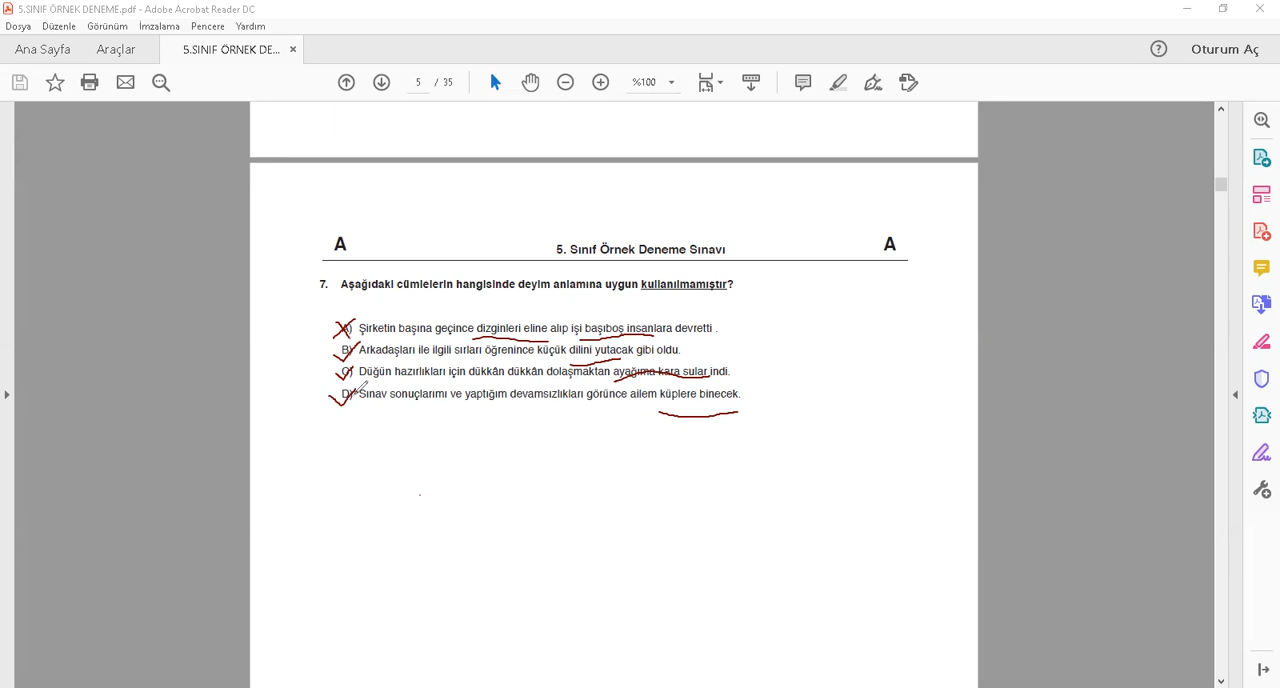 5.SINIF ÖRNEK DENEME.pdf - Adobe Acrobat Reader DC
Dosya Düzenle Görünüm İmzalama Pencere Yardım
Ana Sayfa Araçlar 5.SINIF ÖRNEK DE... × Oturum Aç
5 / 35 %100
A 5. Sınıf Örnek Deneme Sınavı A
7. Aşağıdaki cümlelerin hangisinde deyim anlamına uygun kullanılmamıştır?
A) Şirketin başına geçince dizginleri eline alıp işi başıboş insanlara devretti .
B) Arkadaşları ile ilgili sırları öğrenince küçük dilini yutacak gibi oldu.
C) Düğün hazırlıkları için dükkân dükkân dolaşmaktan ayağıma kara sular indi.
D) Sınav sonuçlarımı ve yaptığım devamsızlıkları görünce ailem küplere binecek.